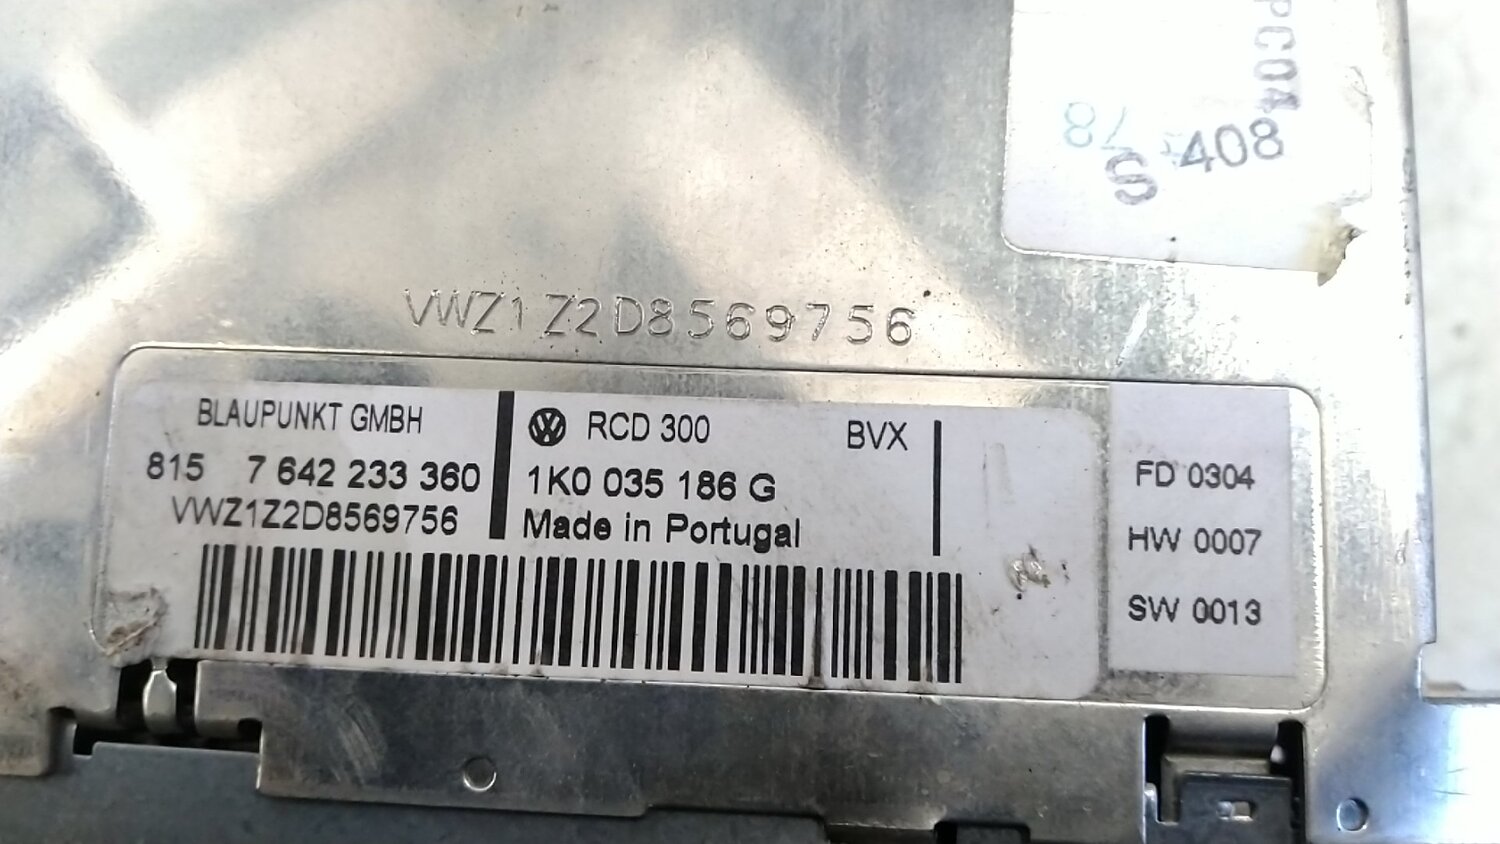 PC04
78
S 408
VWZ1Z2D8569756
BLAUPUNKT GMBH
815 7 642 233 360
VWZ1Z2D8569756
RCD 300 BVX
1K0 035 186 G
Made in Portugal
FD 0304
HW 0007
SW 0013